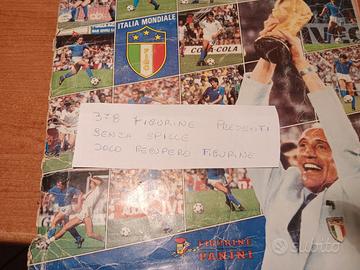 ITALIA MONDIALE
COCA-COLA
378 FIGURINE PRESENTI
SENZA SPILLE
SOLO RECUPERO FIGURINE
FIGURINE
PANINI
subito